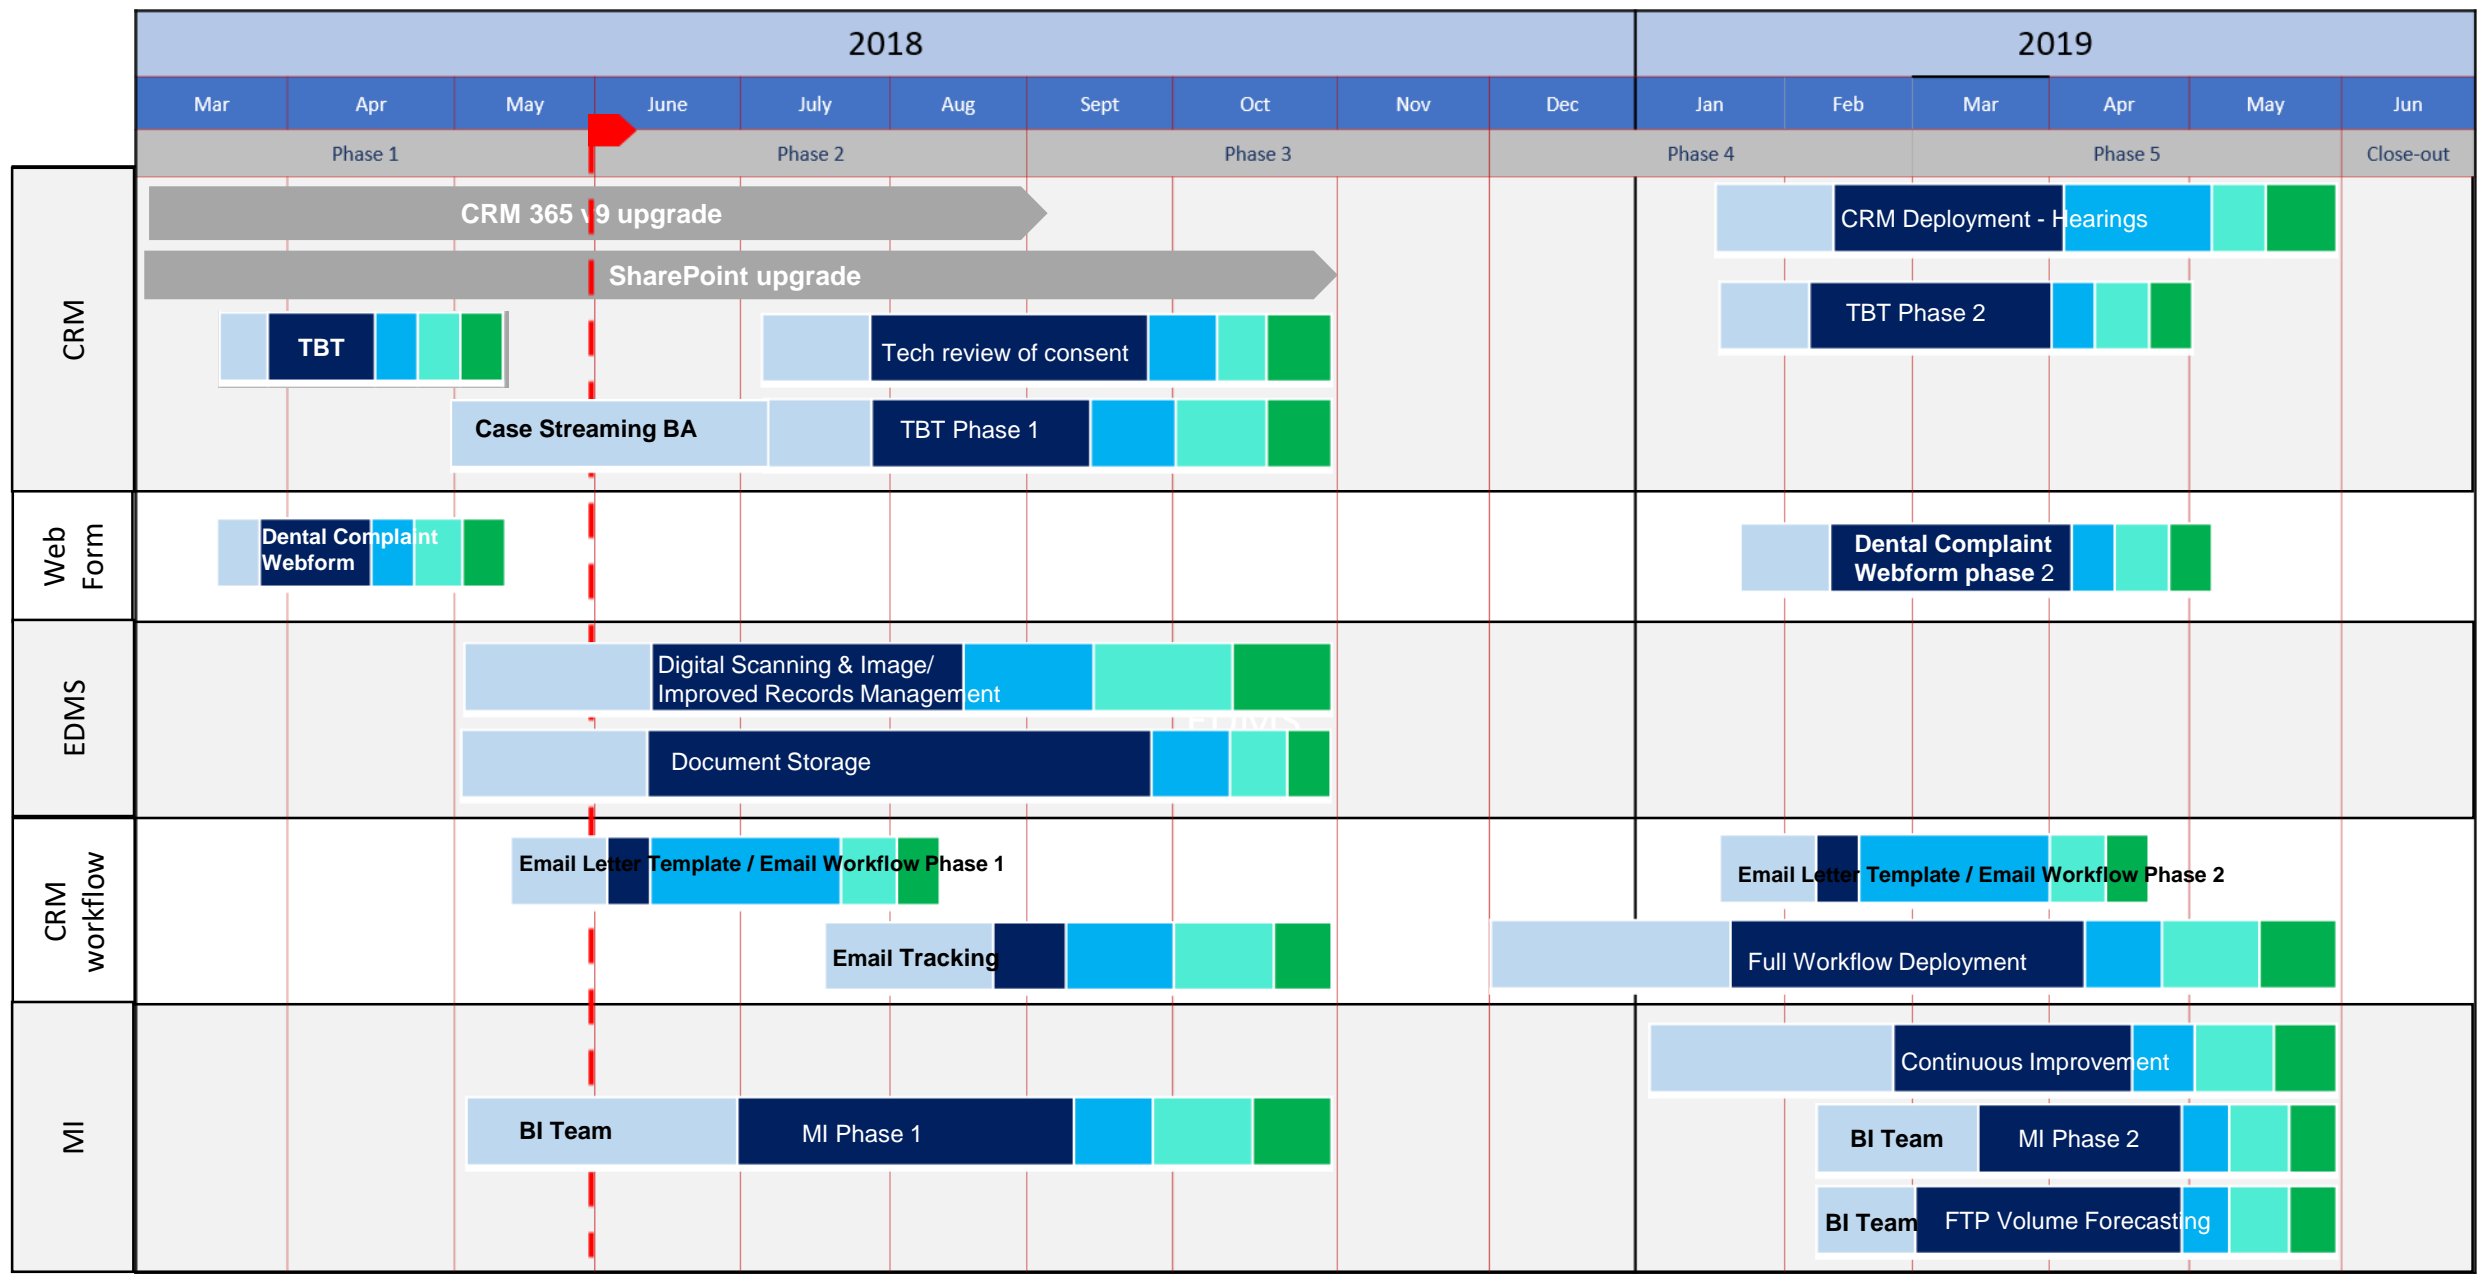 2018
2019
Mar
Apr
May
June
July
Aug
Sept
Oct
Nov
Dec
Jan
Feb
Mar
Apr
May
Jun
Phase 1
Phase 2
Phase 3
Phase 4
Phase 5
Close-out
CRM
CRM 365 v9 upgrade
SharePoint upgrade
TBT
Tech review of consent
Case Streaming BA
TBT Phase 1
CRM Deployment - Hearings
TBT Phase 2
Web
Form
Dental Complaint
Webform
Dental Complaint
Webform phase 2
EDMS
Digital Scanning & Image/
Improved Records Management
EDMS
Document Storage
CRM
workflow
Email Letter Template / Email Workflow Phase 1
Email Tracking
Email Letter Template / Email Workflow Phase 2
Full Workflow Deployment
MI
BI Team
MI Phase 1
Continuous Improvement
BI Team
MI Phase 2
BI Team
FTP Volume Forecasting